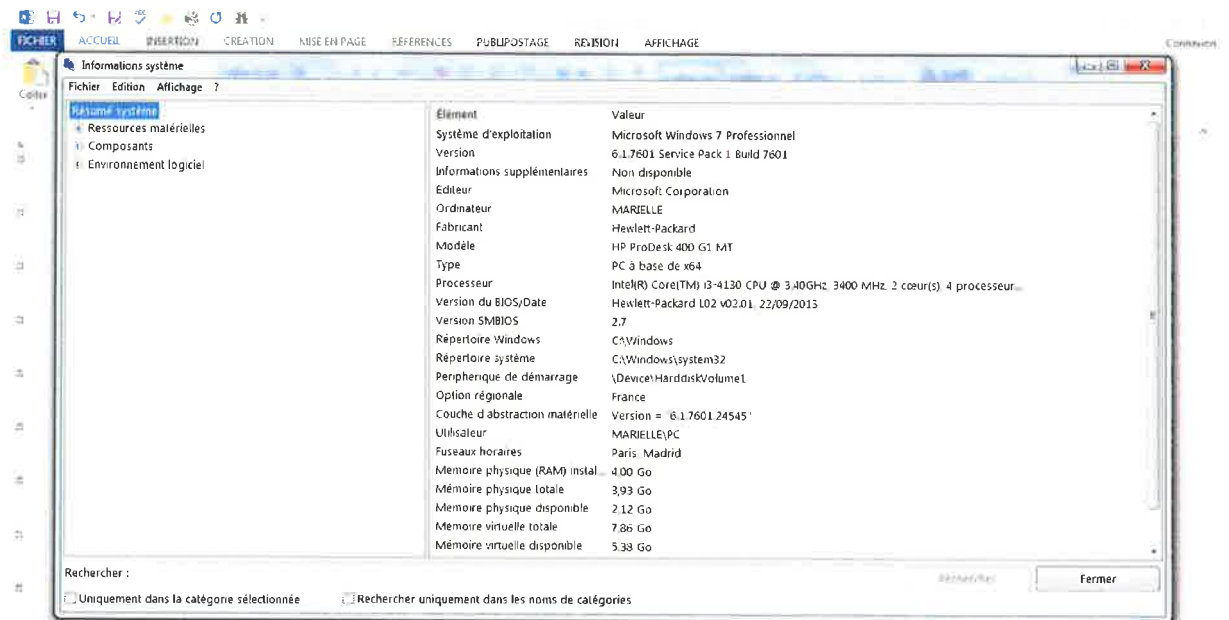 FICHIER ACCUEIL INSERTION CRÉATION MISE EN PAGE RÉFÉRENCES PUBLIPOSTAGE RÉVISION AFFICHAGE Connexion
Coller
Informations système
Fichier Edition Affichage ?
Résumé système
Ressources matérielles
Composants
Environnement logiciel
Élément Valeur
Système d'exploitation Microsoft Windows 7 Professionnel
Version 6.1.7601 Service Pack 1 Build 7601
Informations supplémentaires Non disponible
Éditeur Microsoft Corporation
Ordinateur MARIELLE
Fabricant Hewlett-Packard
Modèle HP ProDesk 400 G1 MT
Type PC à base de x64
Processeur Intel(R) Core(TM) i3-4130 CPU @ 3.40GHz, 3400 MHz, 2 cœur(s), 4 processeur...
Version du BIOS/Date Hewlett-Packard L02 v02.01, 22/09/2013
Version SMBIOS 2.7
Répertoire Windows C:\Windows
Répertoire système C:\Windows\system32
Périphérique de démarrage \Device\HarddiskVolume1
Option régionale France
Couche d'abstraction matérielle Version = "6.1.7601.24545"
Utilisateur MARIELLE\PC
Fuseaux horaires Paris, Madrid
Mémoire physique (RAM) instal... 4,00 Go
Mémoire physique totale 3,93 Go
Mémoire physique disponible 2,12 Go
Mémoire virtuelle totale 7,86 Go
Mémoire virtuelle disponible 5,38 Go
Rechercher : Rechercher Fermer
Uniquement dans la catégorie sélectionnée Rechercher uniquement dans les noms de catégories